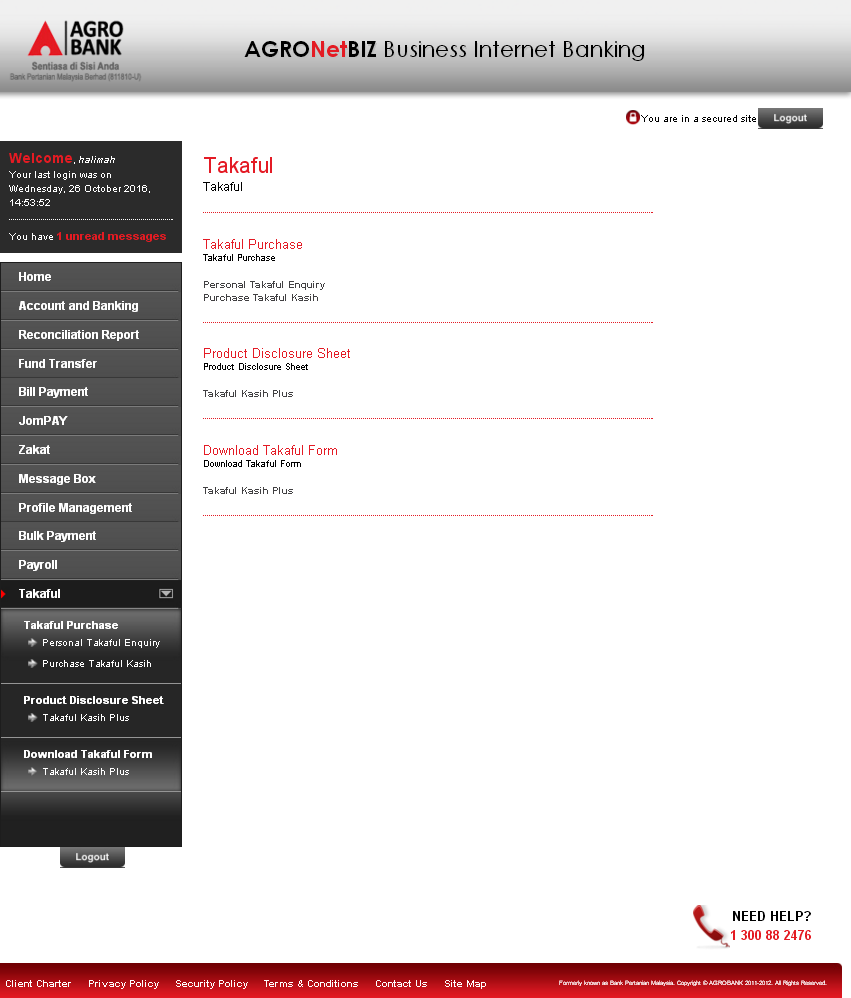 AGRO
BANK
Sentiasa di Sisi Anda
Bank Pertanian Malaysia Berhad (811810-U)
AGRONetBIZ Business Internet Banking
You are in a secured site
Logout
Welcome, halimah
Your last login was on
Wednesday, 26 October 2016,
14:53:52
You have 1 unread messages
Home
Account and Banking
Reconciliation Report
Fund Transfer
Bill Payment
JomPAY
Zakat
Message Box
Profile Management
Bulk Payment
Payroll
Takaful
Takaful Purchase
Personal Takaful Enquiry
Purchase Takaful Kasih
Product Disclosure Sheet
Takaful Kasih Plus
Download Takaful Form
Takaful Kasih Plus
Logout
Takaful
Takaful
Takaful Purchase
Takaful Purchase
Personal Takaful Enquiry
Purchase Takaful Kasih
Product Disclosure Sheet
Product Disclosure Sheet
Takaful Kasih Plus
Download Takaful Form
Download Takaful Form
Takaful Kasih Plus
NEED HELP?
1 300 88 2476
Client Charter Privacy Policy Security Policy Terms & Conditions Contact Us Site Map
Formerly known as Bank Pertanian Malaysia. Copyright © AGROBANK 2011-2012. All Rights Reserved.